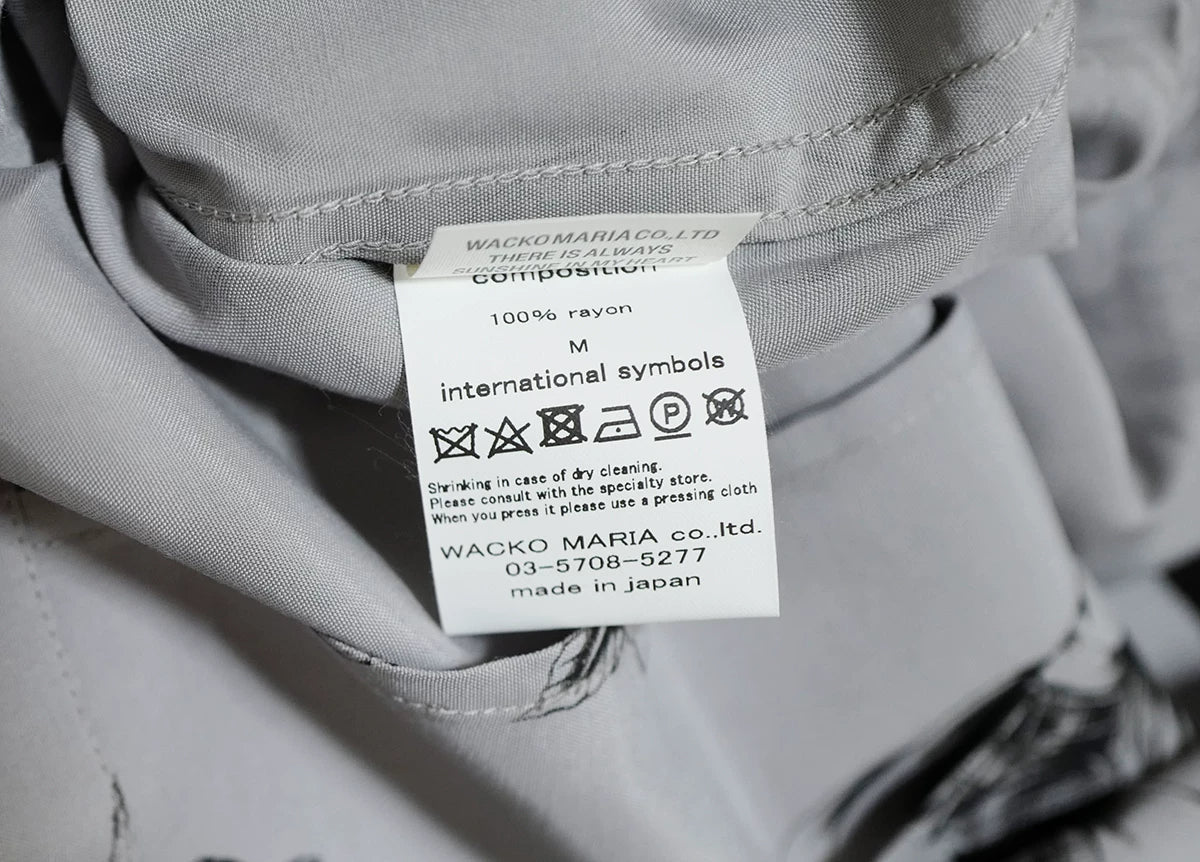 WACKO MARIA CO.,LTD
THERE IS ALWAYS
SUNSHINE IN MY HEART
composition
100% rayon
M
international symbols
P
W
Shrinking in case of dry cleaning.
Please consult with the specialty store.
When you press it please use a pressing cloth
WACKO MARIA co.,ltd.
03-5708-5277
made in japan